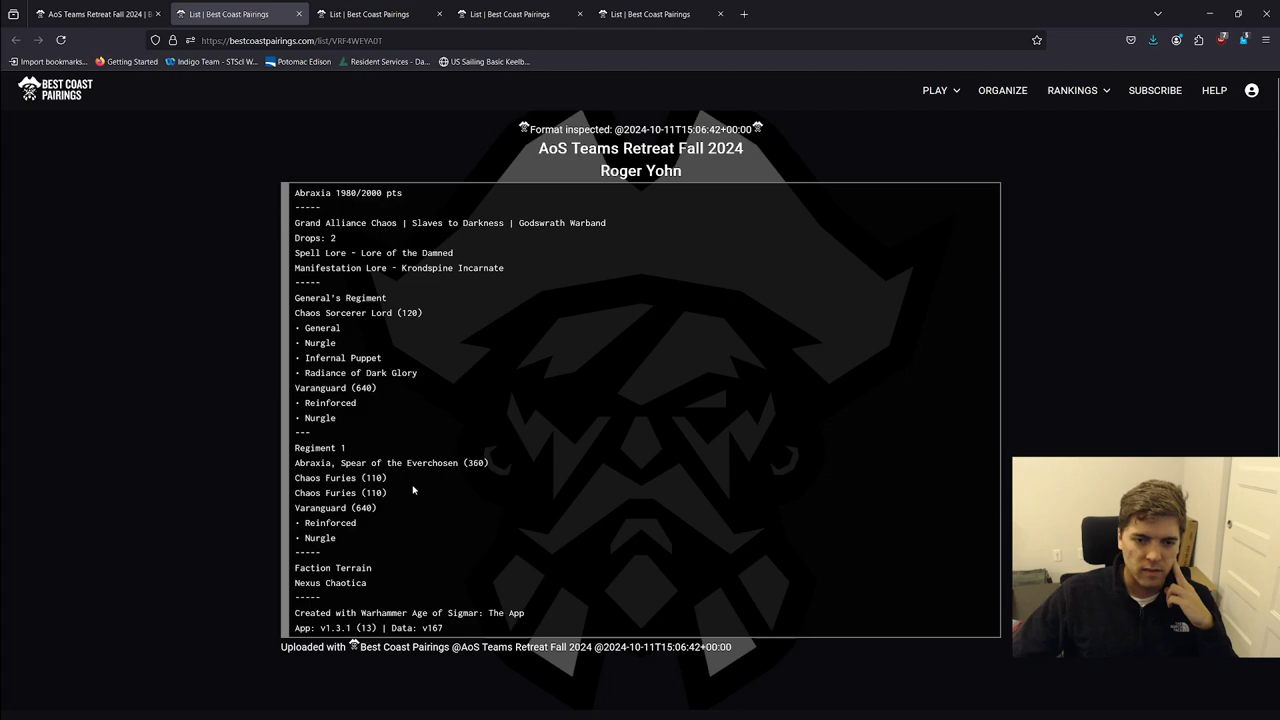 AoS Teams Retreat Fall 2024 | B
List | Best Coast Pairings
List | Best Coast Pairings
List | Best Coast Pairings
List | Best Coast Pairings
https://bestcoastpairings.com/list/VRF4WEYA0T
Import bookmarks...
Getting Started
Indigo Team - STScI W...
Potomac Edison
Resident Services - Da...
US Sailing Basic Keelb...
BEST COAST
PAIRINGS
PLAY
ORGANIZE
RANKINGS
SUBSCRIBE
HELP
Format inspected: @2024-10-11T15:06:42+00:00
AoS Teams Retreat Fall 2024
Roger Yohn
Abraxia 1980/2000 pts
-----
Grand Alliance Chaos | Slaves to Darkness | Godswrath Warband
Drops: 2
Spell Lore - Lore of the Damned
Manifestation Lore - Krondspine Incarnate
-----
General's Regiment
Chaos Sorcerer Lord (120)
• General
• Nurgle
• Infernal Puppet
• Radiance of Dark Glory
Varanguard (640)
• Reinforced
• Nurgle
---
Regiment 1
Abraxia, Spear of the Everchosen (360)
Chaos Furies (110)
Chaos Furies (110)
Varanguard (640)
• Reinforced
• Nurgle
-----
Faction Terrain
Nexus Chaotica
-----
Created with Warhammer Age of Sigmar: The App
App: v1.3.1 (13) | Data: v167
Uploaded with Best Coast Pairings @AoS Teams Retreat Fall 2024 @2024-10-11T15:06:42+00:00